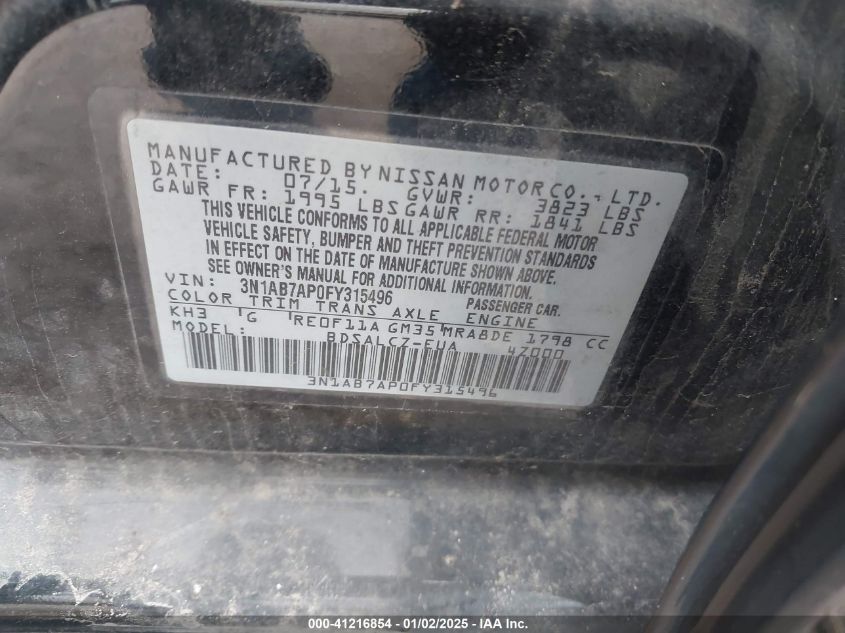 MANUFACTURED BY NISSAN MOTOR CO., LTD.
DATE: 07/15. GVWR: 3823 LBS
GAWR FR: 1995 LBS GAWR RR: 1841 LBS
THIS VEHICLE CONFORMS TO ALL APPLICABLE FEDERAL MOTOR
VEHICLE SAFETY, BUMPER AND THEFT PREVENTION STANDARDS
IN EFFECT ON THE DATE OF MANUFACTURE SHOWN ABOVE.
SEE OWNER'S MANUAL FOR ADDITIONAL INFORMATION.
VIN: 3N1AB7AP0FY315496 PASSENGER CAR.
COLOR TRIM TRANS AXLE ENGINE
KH3 G RE0F11A GM35 MRA8DE 1798 CC
MODEL: BDSALCZ-EUA 47000
3N1AB7AP0FY315496
000-41216854 - 01/02/2025 - IAA Inc.